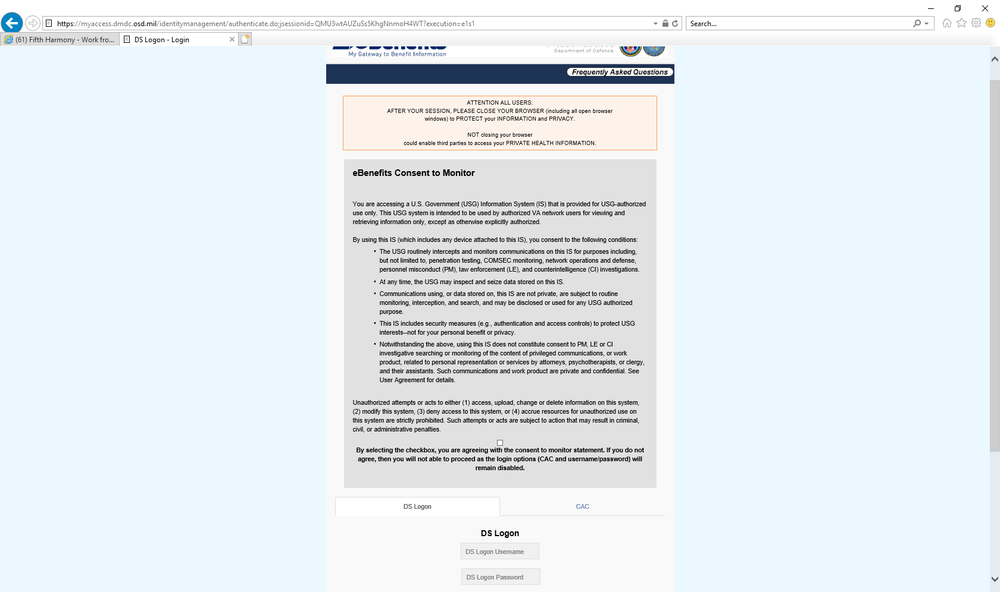 https://myaccess.dmdc.osd.mil/identitymanagement/authenticate.do;jsessionid=QMU3wtAUZuSs5KhgNnmoH4WT?execution=e1s1
Search...
(61) Fifth Harmony - Work fro...
DS Logon - Login
My Gateway to Benefit Information
Department of Defense
Frequently Asked Questions
ATTENTION ALL USERS:
AFTER YOUR SESSION, PLEASE CLOSE YOUR BROWSER (including all open browser
windows) to PROTECT your INFORMATION and PRIVACY.
NOT closing your browser
could enable third parties to access your PRIVATE HEALTH INFORMATION.
eBenefits Consent to Monitor
You are accessing a U.S. Government (USG) Information System (IS) that is provided for USG-authorized
use only. This USG system is intended to be used by authorized VA network users for viewing and
retrieving information only, except as otherwise explicitly authorized.
By using this IS (which includes any device attached to this IS), you consent to the following conditions:
• The USG routinely intercepts and monitors communications on this IS for purposes including,
but not limited to, penetration testing, COMSEC monitoring, network operations and defense,
personnel misconduct (PM), law enforcement (LE), and counterintelligence (CI) investigations.
• At any time, the USG may inspect and seize data stored on this IS.
• Communications using, or data stored on, this IS are not private, are subject to routine
monitoring, interception, and search, and may be disclosed or used for any USG authorized
purpose.
• This IS includes security measures (e.g., authentication and access controls) to protect USG
interests--not for your personal benefit or privacy.
• Notwithstanding the above, using this IS does not constitute consent to PM, LE or CI
investigative searching or monitoring of the content of privileged communications, or work
product, related to personal representation or services by attorneys, psychotherapists, or clergy,
and their assistants. Such communications and work product are private and confidential. See
User Agreement for details.
Unauthorized attempts or acts to either (1) access, upload, change or delete information on this system,
(2) modify this system, (3) deny access to this system, or (4) accrue resources for unauthorized use on
this system are strictly prohibited. Such attempts or acts are subject to action that may result in criminal,
civil, or administrative penalties.
By selecting the checkbox, you are agreeing with the consent to monitor statement. If you do not
agree, then you will not able to proceed as the login options (CAC and username/password) will
remain disabled.
DS Logon
CAC
DS Logon
DS Logon Username
DS Logon Password